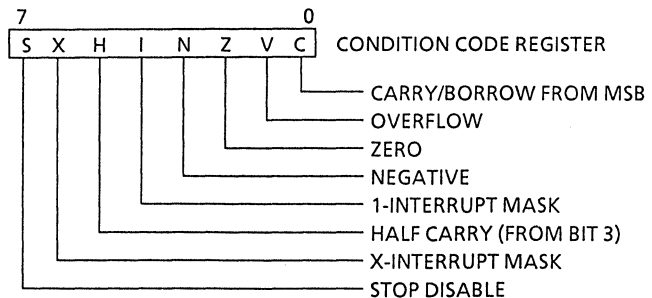 7 0
S X H I N Z V C CONDITION CODE REGISTER
CARRY/BORROW FROM MSB
OVERFLOW
ZERO
NEGATIVE
1-INTERRUPT MASK
HALF CARRY (FROM BIT 3)
X-INTERRUPT MASK
STOP DISABLE